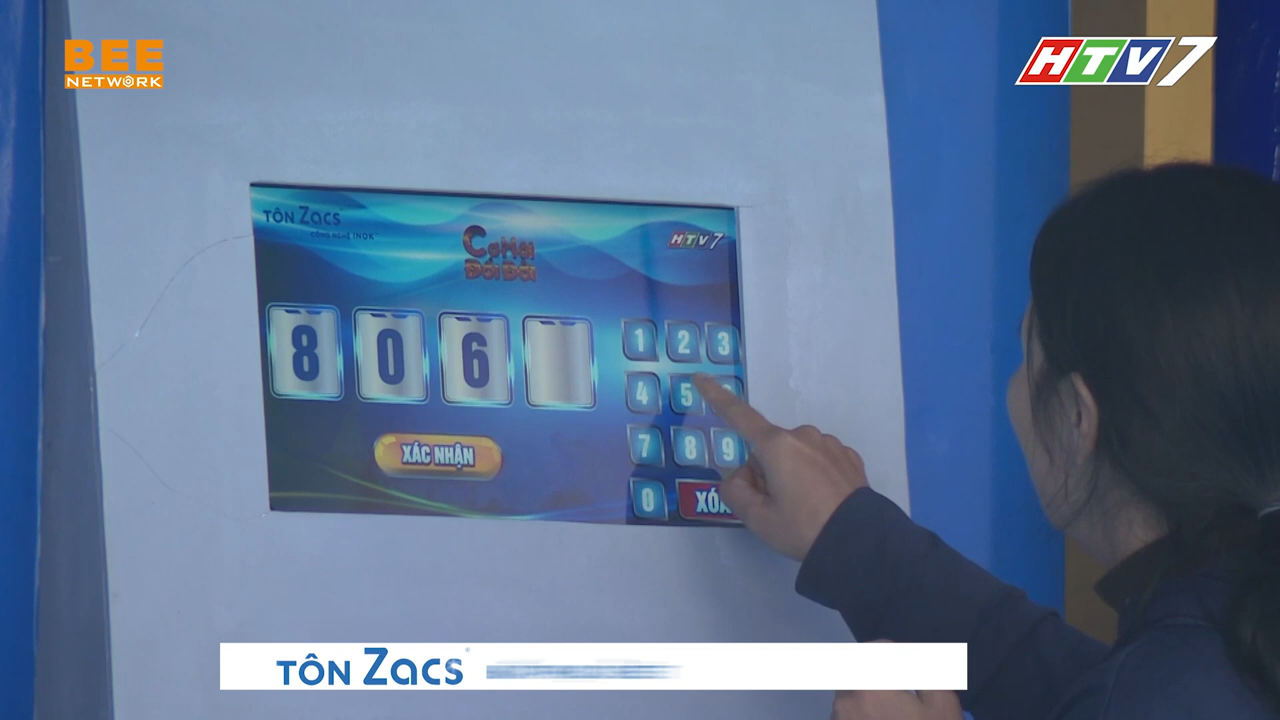 BEE
NETWORK
HTV7
TÔN Zacs
CÔNG NGHỆ INOK
Cơ Hội
Đổi Đời
HTV7
8 0 6
1 2 3
4 5
7 8 9
0 XÓA
XÁC NHẬN
TÔN Zacs